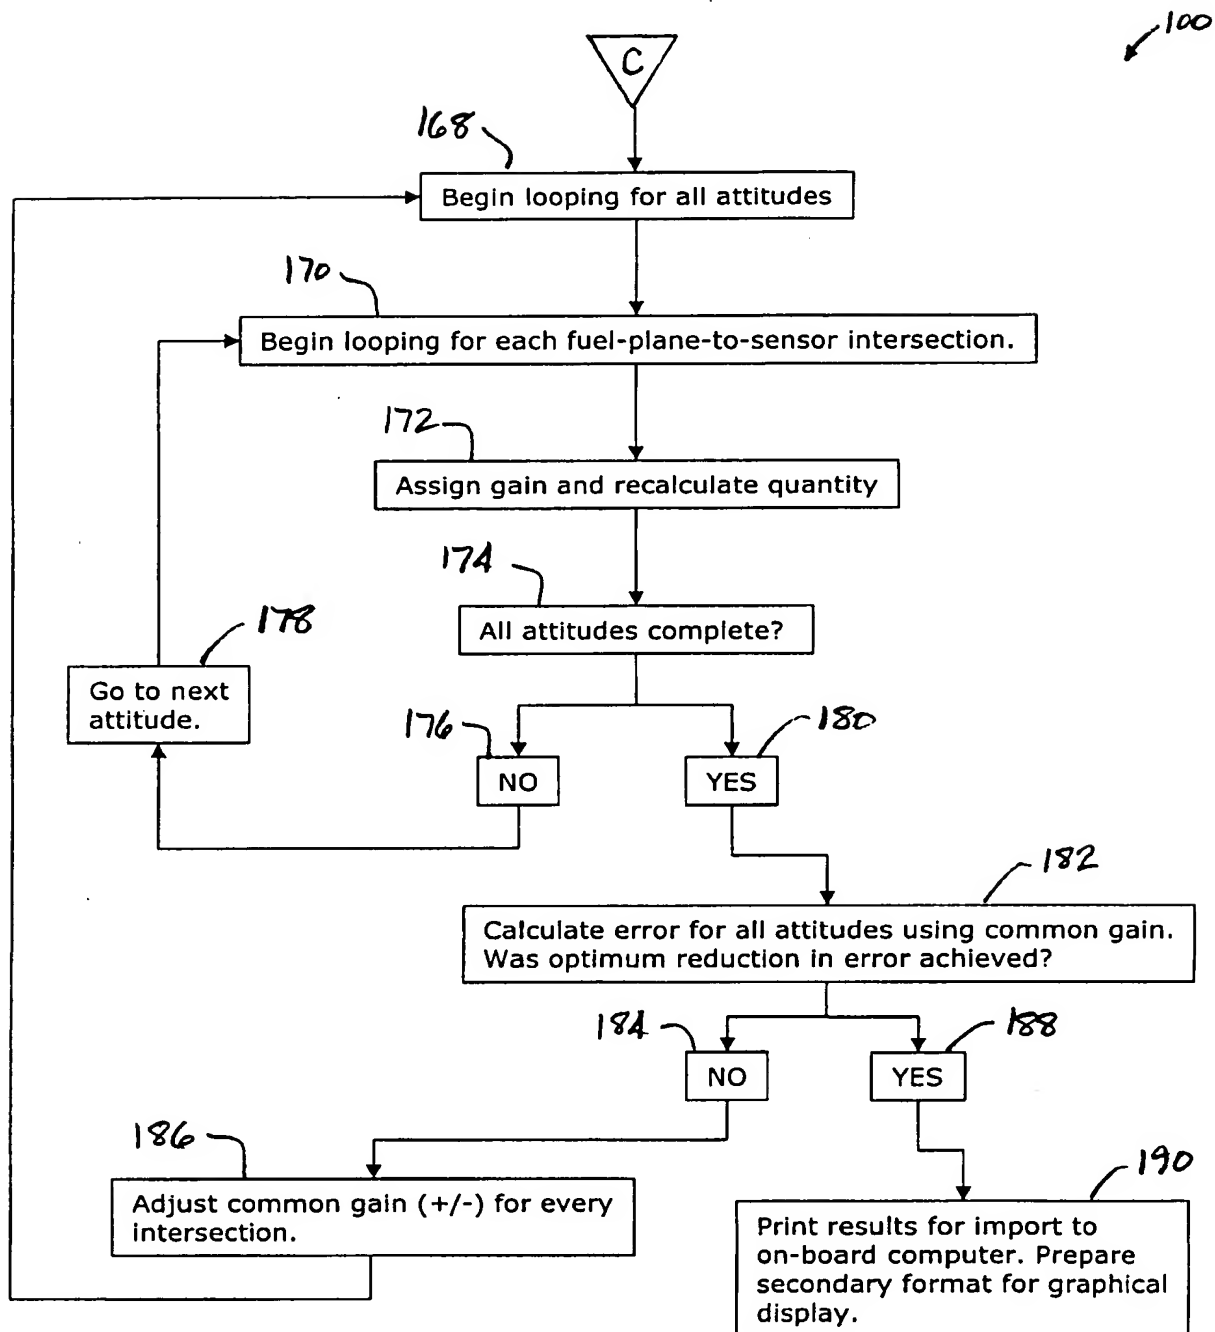 100
C
168
Begin looping for all attitudes
170
Begin looping for each fuel-plane-to-sensor intersection.
172
Assign gain and recalculate quantity
174
All attitudes complete?
178
Go to next
attitude.
176
NO
180
YES
182
Calculate error for all attitudes using common gain.
Was optimum reduction in error achieved?
184
NO
188
YES
186
Adjust common gain (+/-) for every
intersection.
190
Print results for import to
on-board computer. Prepare
secondary format for graphical
display.